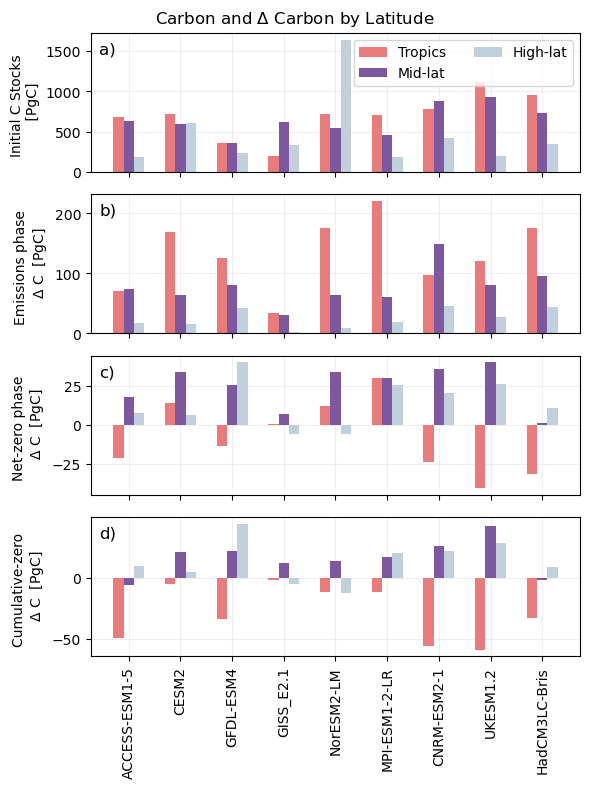 Carbon and Δ Carbon by Latitude
a)
Tropics
Mid-lat
High-lat
Initial C Stocks
[PgC]
1500
1000
500
0
b)
Emissions phase
Δ C [PgC]
200
100
0
c)
Net-zero phase
Δ C [PgC]
25
0
−25
d)
Cumulative-zero
Δ C [PgC]
0
−50
ACCESS-ESM1-5
CESM2
GFDL-ESM4
GISS_E2.1
NorESM2-LM
MPI-ESM1-2-LR
CNRM-ESM2-1
UKESM1.2
HadCM3LC-Bris